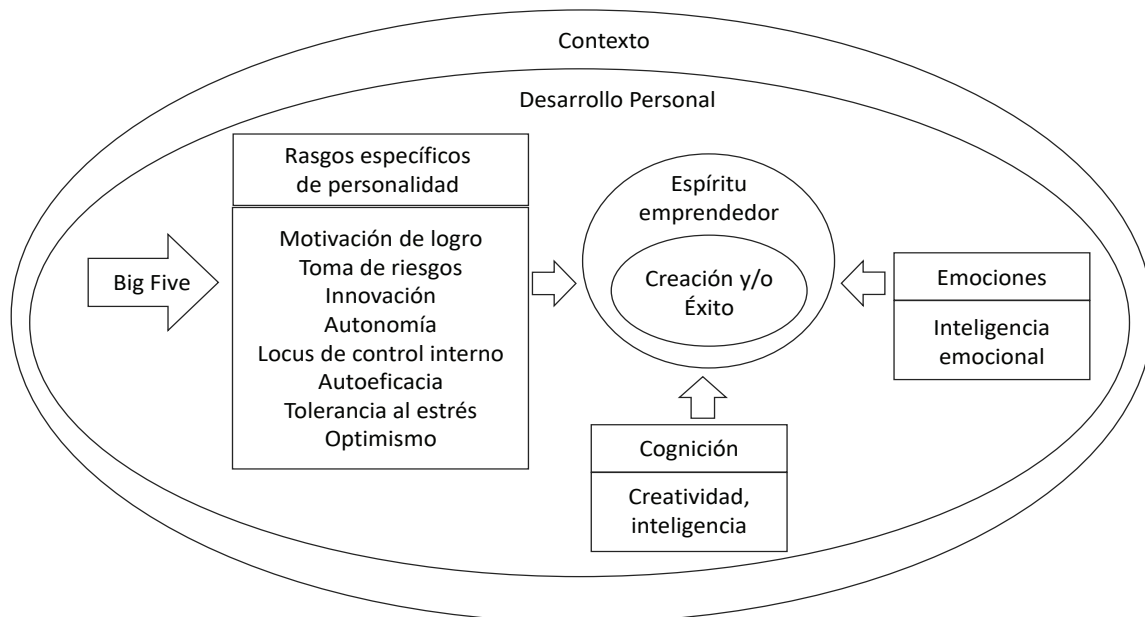 Contexto
Desarrollo Personal
Rasgos específicos
de personalidad
Motivación de logro
Toma de riesgos
Innovación
Autonomía
Locus de control interno
Autoeficacia
Tolerancia al estrés
Optimismo
Big Five
Espíritu
emprendedor
Creación y/o
Éxito
Emociones
Inteligencia
emocional
Cognición
Creatividad,
inteligencia